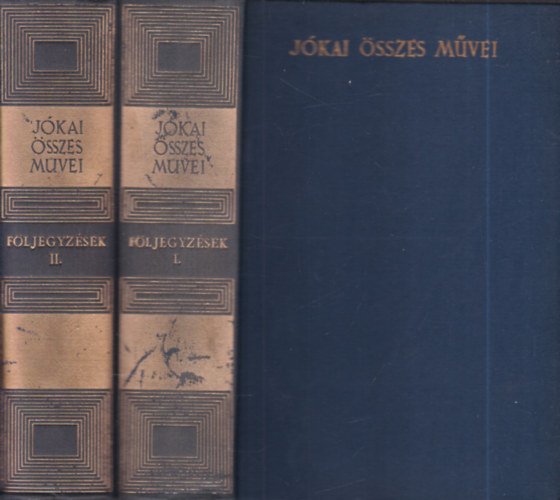 JÓKAI
ÖSSZES
MŰVEI
FÖLJEGYZÉSEK
II.
JÓKAI
ÖSSZES
MŰVEI
FÖLJEGYZÉSEK
I.
JÓKAI ÖSSZES MŰVEI